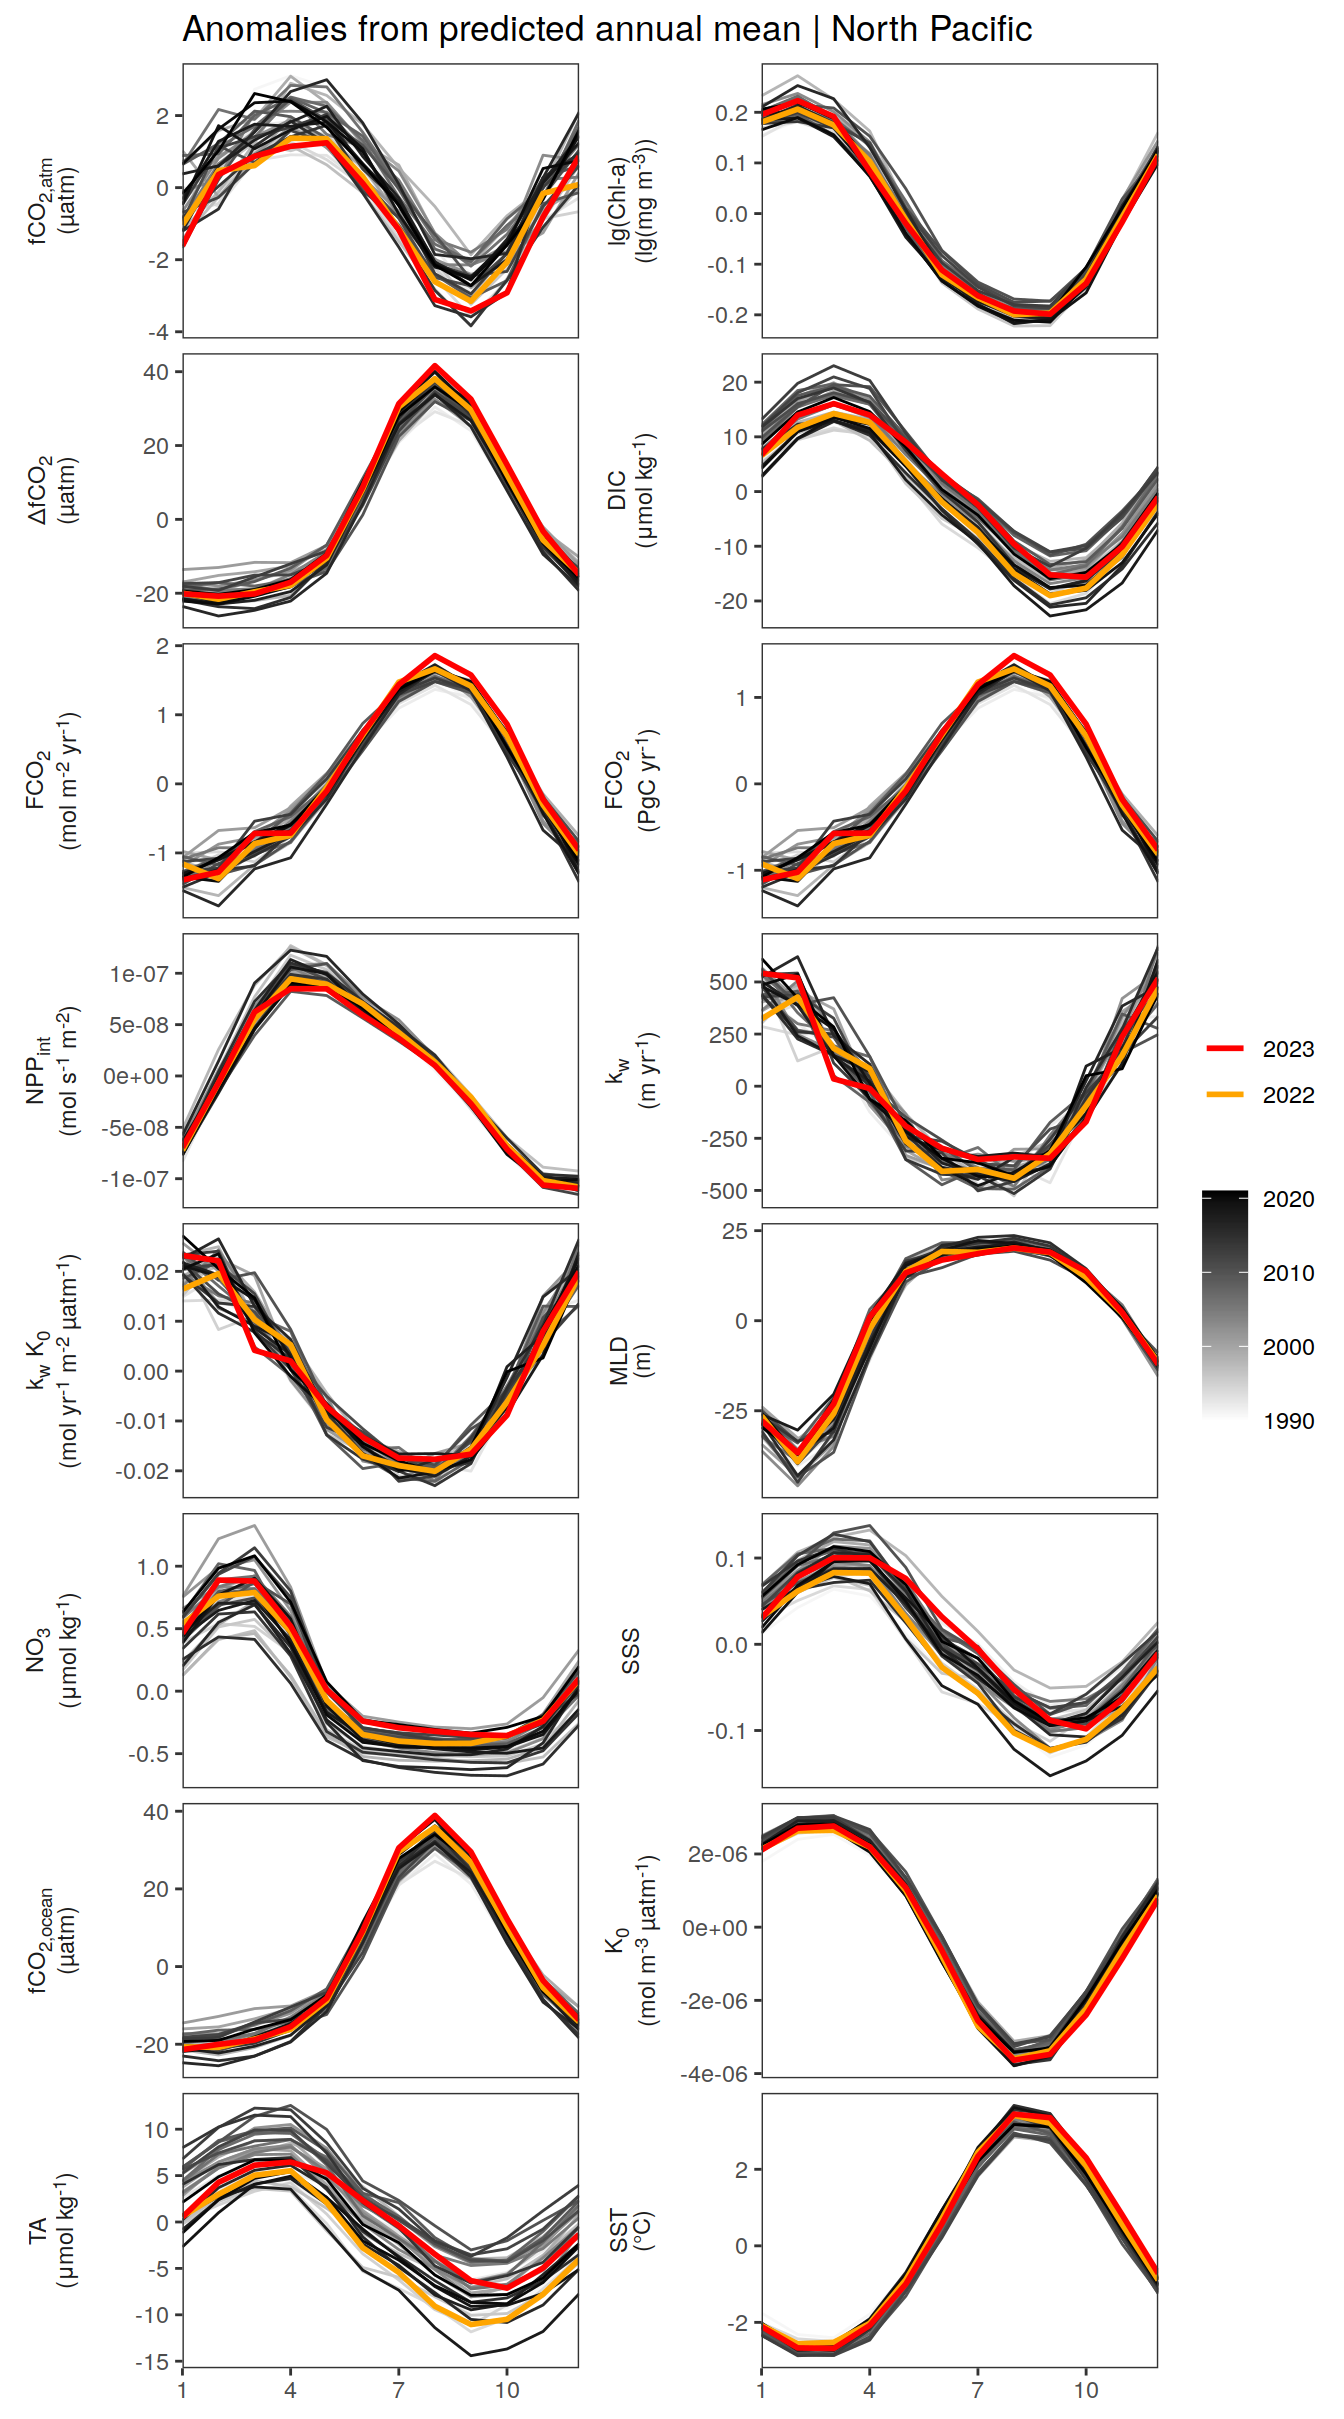 Anomalies from predicted annual mean | North Pacific
fCO2,atm
(µatm)
2
0
-2
-4
lg(Chl-a)
(lg(mg m-3))
0.2
0.1
0.0
-0.1
-0.2
ΔfCO2
(µatm)
40
20
0
-20
DIC
(µmol kg-1)
20
10
0
-10
-20
FCO2
(mol m-2 yr-1)
2
1
0
-1
FCO2
(PgC yr-1)
1
0
-1
NPPint
(mol s-1 m-2)
1e-07
5e-08
0e+00
-5e-08
-1e-07
kw
(m yr-1)
500
250
0
-250
-500
kw K0
(mol yr-1 m-2 µatm-1)
0.02
0.01
0.00
-0.01
-0.02
MLD
(m)
25
0
-25
NO3
(µmol kg-1)
1.0
0.5
0.0
-0.5
SSS
0.1
0.0
-0.1
fCO2,ocean
(µatm)
40
20
0
-20
K0
(mol m-3 µatm-1)
2e-06
0e+00
-2e-06
-4e-06
TA
(µmol kg-1)
10
5
0
-5
-10
-15
SST
(°C)
2
0
-2
1 4 7 10
1 4 7 10
2023
2022
2020
2010
2000
1990